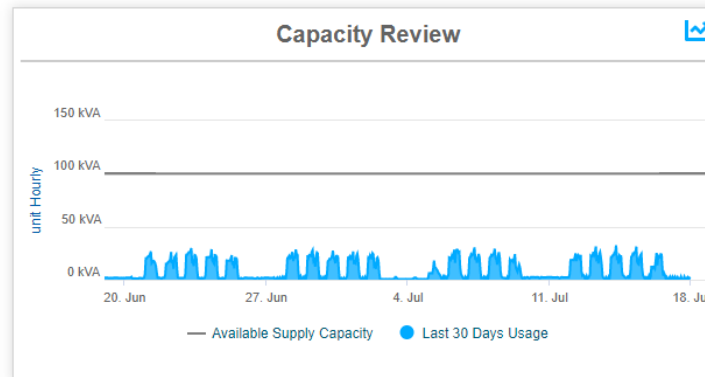 Capacity Review
150 kVA
100 kVA
50 kVA
0 kVA
unit Hourly
20. Jun
27. Jun
4. Jul
11. Jul
18. Ju
Available Supply Capacity
Last 30 Days Usage